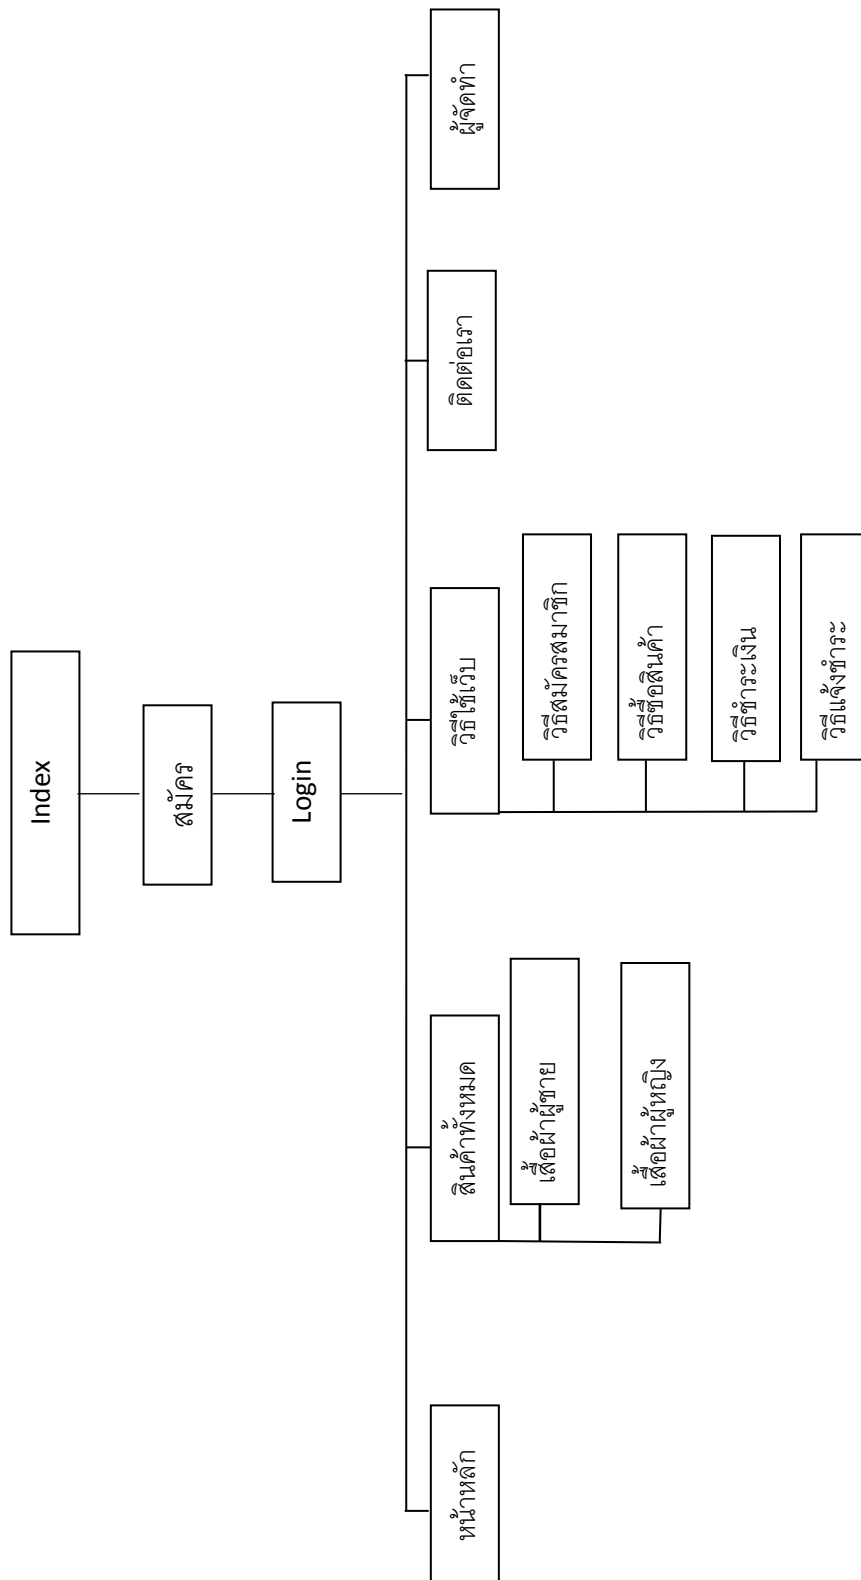 Index
สมัคร
Login
หน้าหลัก
สินค้าทั้งหมด
เสื้อผ้าผู้ชาย
เสื้อผ้าผู้หญิง
วิธีใช้เว็บ
วิธีสมัครสมาชิก
วิธีซื้อสินค้า
วิธีชำระเงิน
วิธีแจ้งชำระ
ติดต่อเรา
ผู้จัดทำ